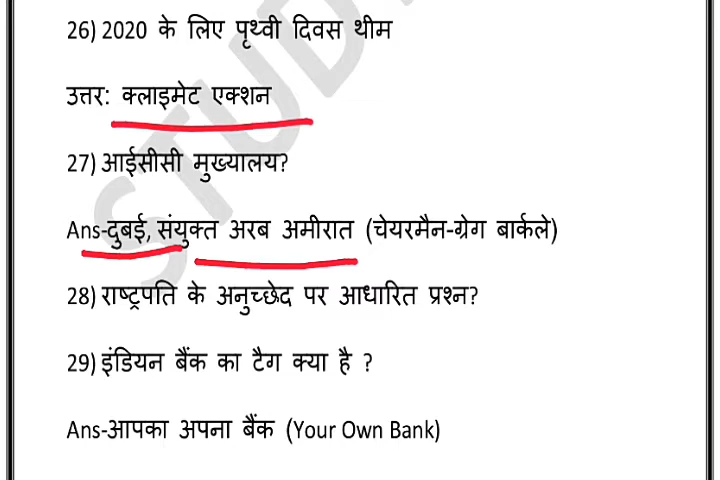 26) 2020 के लिए पृथ्वी दिवस थीम
उत्तर: क्लाइमेट एक्शन
27) आईसीसी मुख्यालय?
Ans-दुबई, संयुक्त अरब अमीरात (चेयरमैन-ग्रेग बार्कले)
28) राष्ट्रपति के अनुच्छेद पर आधारित प्रश्न?
29) इंडियन बैंक का टैग क्या है ?
Ans-आपका अपना बैंक (Your Own Bank)